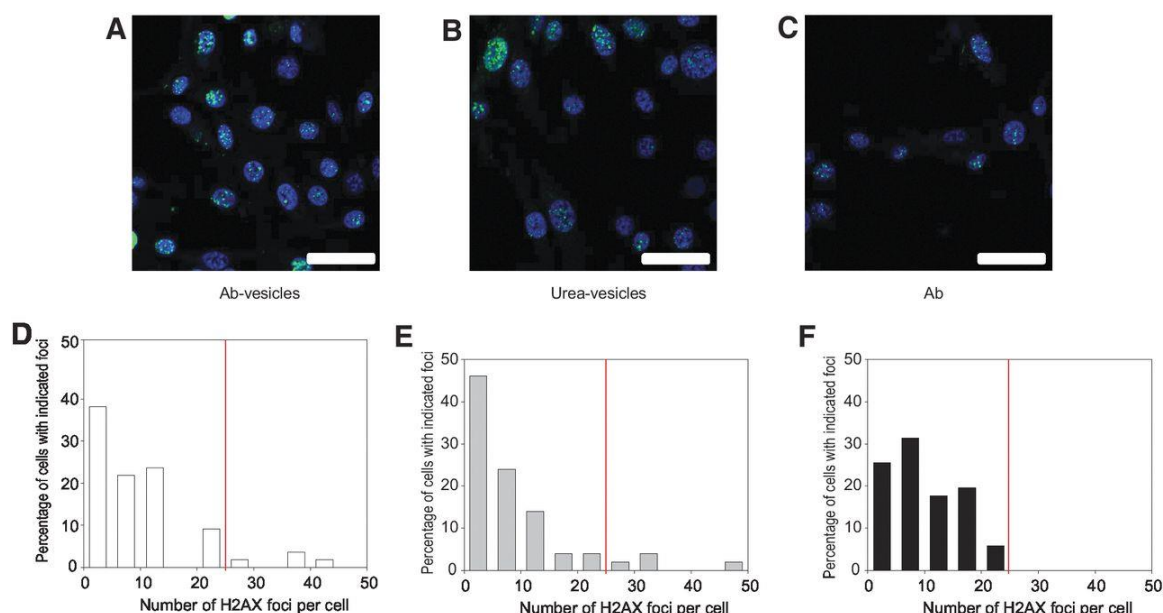 A
B
C
Ab-vesicles
Urea-vesicles
Ab
D
Percentage of cells with indicated foci
50
40
30
20
10
0
0 10 20 30 40 50
Number of H2AX foci per cell
E
Percentage of cells with indicated foci
50
40
30
20
10
0
0 10 20 30 40 50
Number of H2AX foci per cell
F
Percentage of cells with indicated foci
50
40
30
20
10
0
0 10 20 30 40 50
Number of H2AX foci per cell